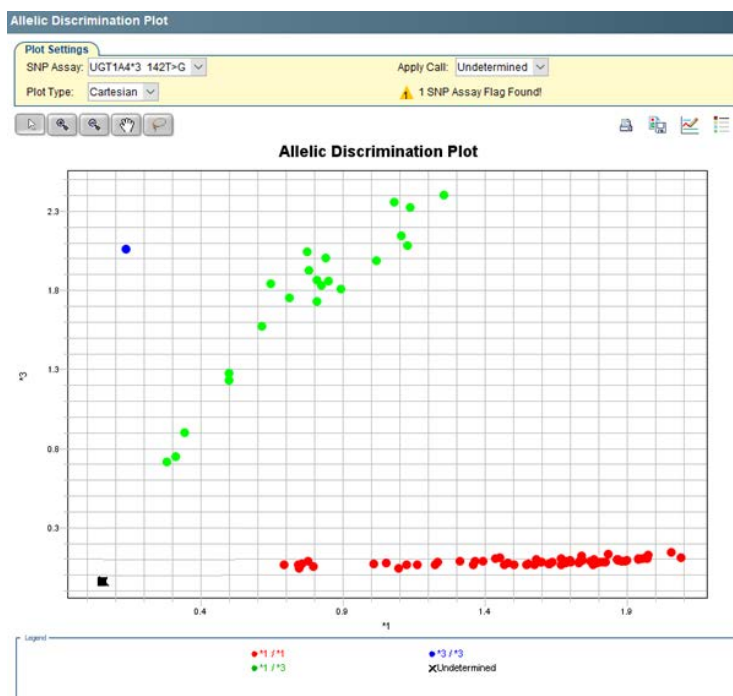 Allelic Discrimination Plot
Plot Settings
SNP Assay: UGT1A4*3 142T>G Apply Call: Undetermined
Plot Type: Cartesian 1 SNP Assay Flag Found!
Allelic Discrimination Plot
2.3
1.8
1.3
0.8
0.3
*3
0.4 0.9 1.4 1.9
*1
Legend
*1 / *1 *3 / *3
*1 / *3 Undetermined